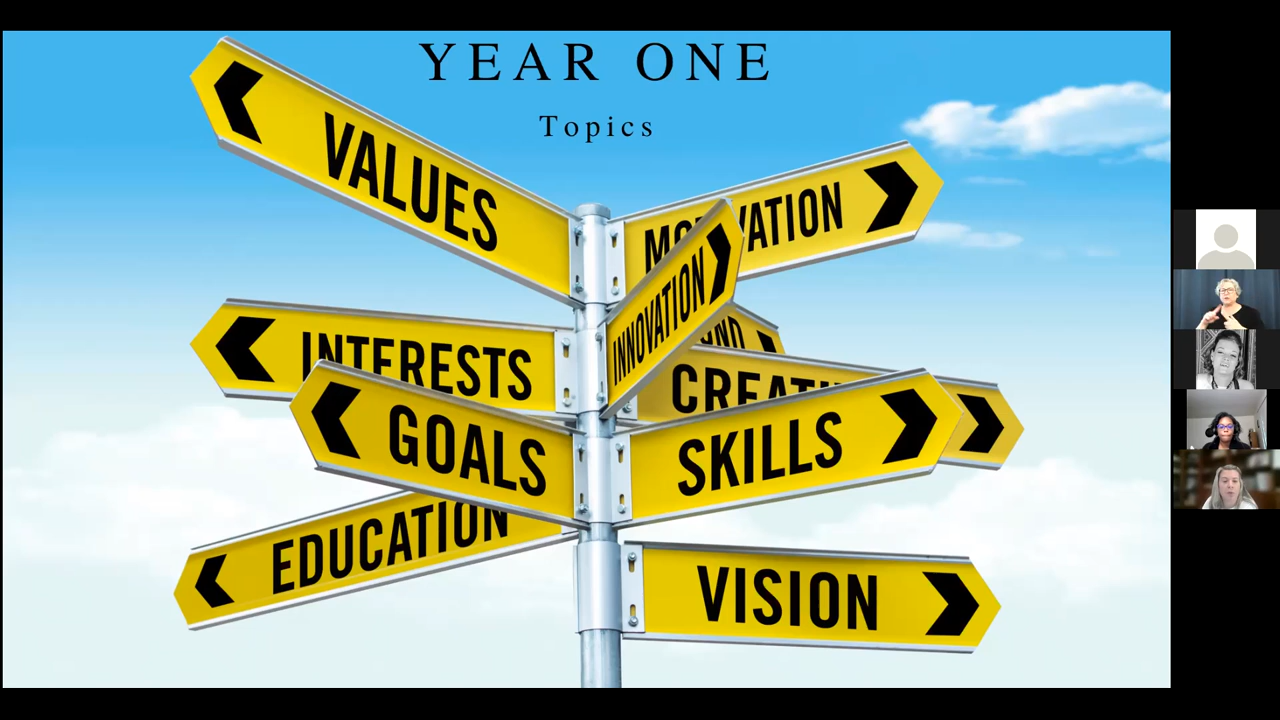 YEAR ONE
Topics
VALUES
INNOVATION
INTERESTS
GOALS
SKILLS
EDUCATION
VISION